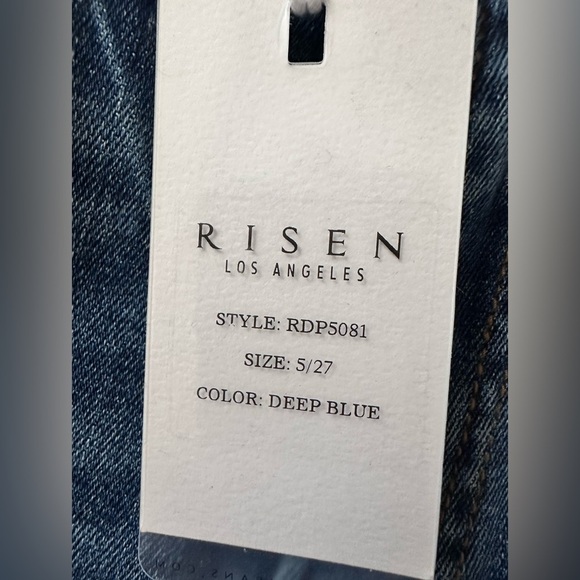 RISEN
LOS ANGELES
STYLE: RDP5081
SIZE: 5/27
COLOR: DEEP BLUE